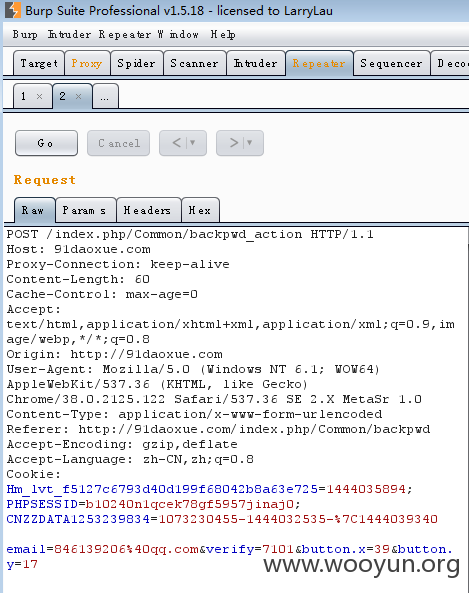 Burp Suite Professional v1.5.18 - licensed to LarryLau
Burp Intruder Repeater Window Help
Target Proxy Spider Scanner Intruder Repeater Sequencer Deco
1 × 2 × ...
Go Cancel < | ▾ > | ▾
Request
Raw Params Headers Hex
POST /index.php/Common/backpwd_action HTTP/1.1
Host: 91daoxue.com
Proxy-Connection: keep-alive
Content-Length: 60
Cache-Control: max-age=0
Accept:
text/html,application/xhtml+xml,application/xml;q=0.9,im
age/webp,*/*;q=0.8
Origin: http://91daoxue.com
User-Agent: Mozilla/5.0 (Windows NT 6.1; WOW64)
AppleWebKit/537.36 (KHTML, like Gecko)
Chrome/38.0.2125.122 Safari/537.36 SE 2.X MetaSr 1.0
Content-Type: application/x-www-form-urlencoded
Referer: http://91daoxue.com/index.php/Common/backpwd
Accept-Encoding: gzip,deflate
Accept-Language: zh-CN,zh;q=0.8
Cookie:
Hm_lvt_f5127c6793d40d199f68042b8a63e725=1444035894;
PHPSESSID=b10240n1qcek78gf5957jinaj0;
CNZZDATA1253239834=1073230455-1444032535-%7C1444039340
email=846139206%40qq.com&verify=7101&button.x=39&button.
y=17
www.wooyun.org